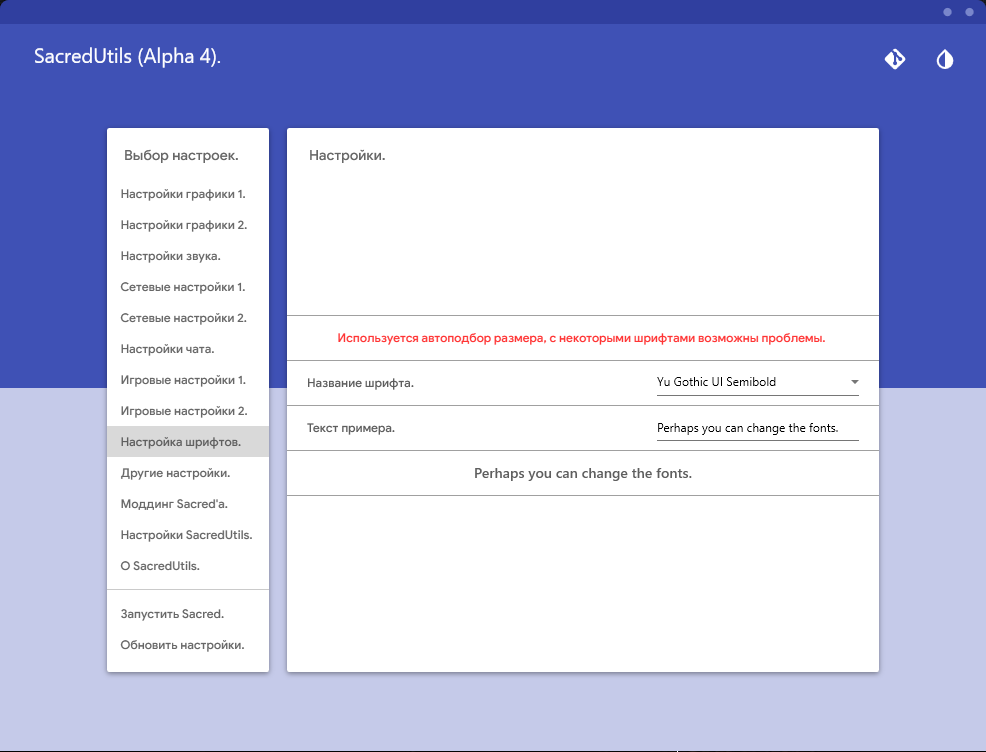 SacredUtils (Alpha 4).
Выбор настроек.
Настройки графики 1.
Настройки графики 2.
Настройки звука.
Сетевые настройки 1.
Сетевые настройки 2.
Настройки чата.
Игровые настройки 1.
Игровые настройки 2.
Настройка шрифтов.
Другие настройки.
Моддинг Sacred'a.
Настройки SacredUtils.
О SacredUtils.
Запустить Sacred.
Обновить настройки.
Настройки.
Используется автоподбор размера, с некоторыми шрифтами возможны проблемы.
Название шрифта. Yu Gothic UI Semibold
Текст примера. Perhaps you can change the fonts.
Perhaps you can change the fonts.